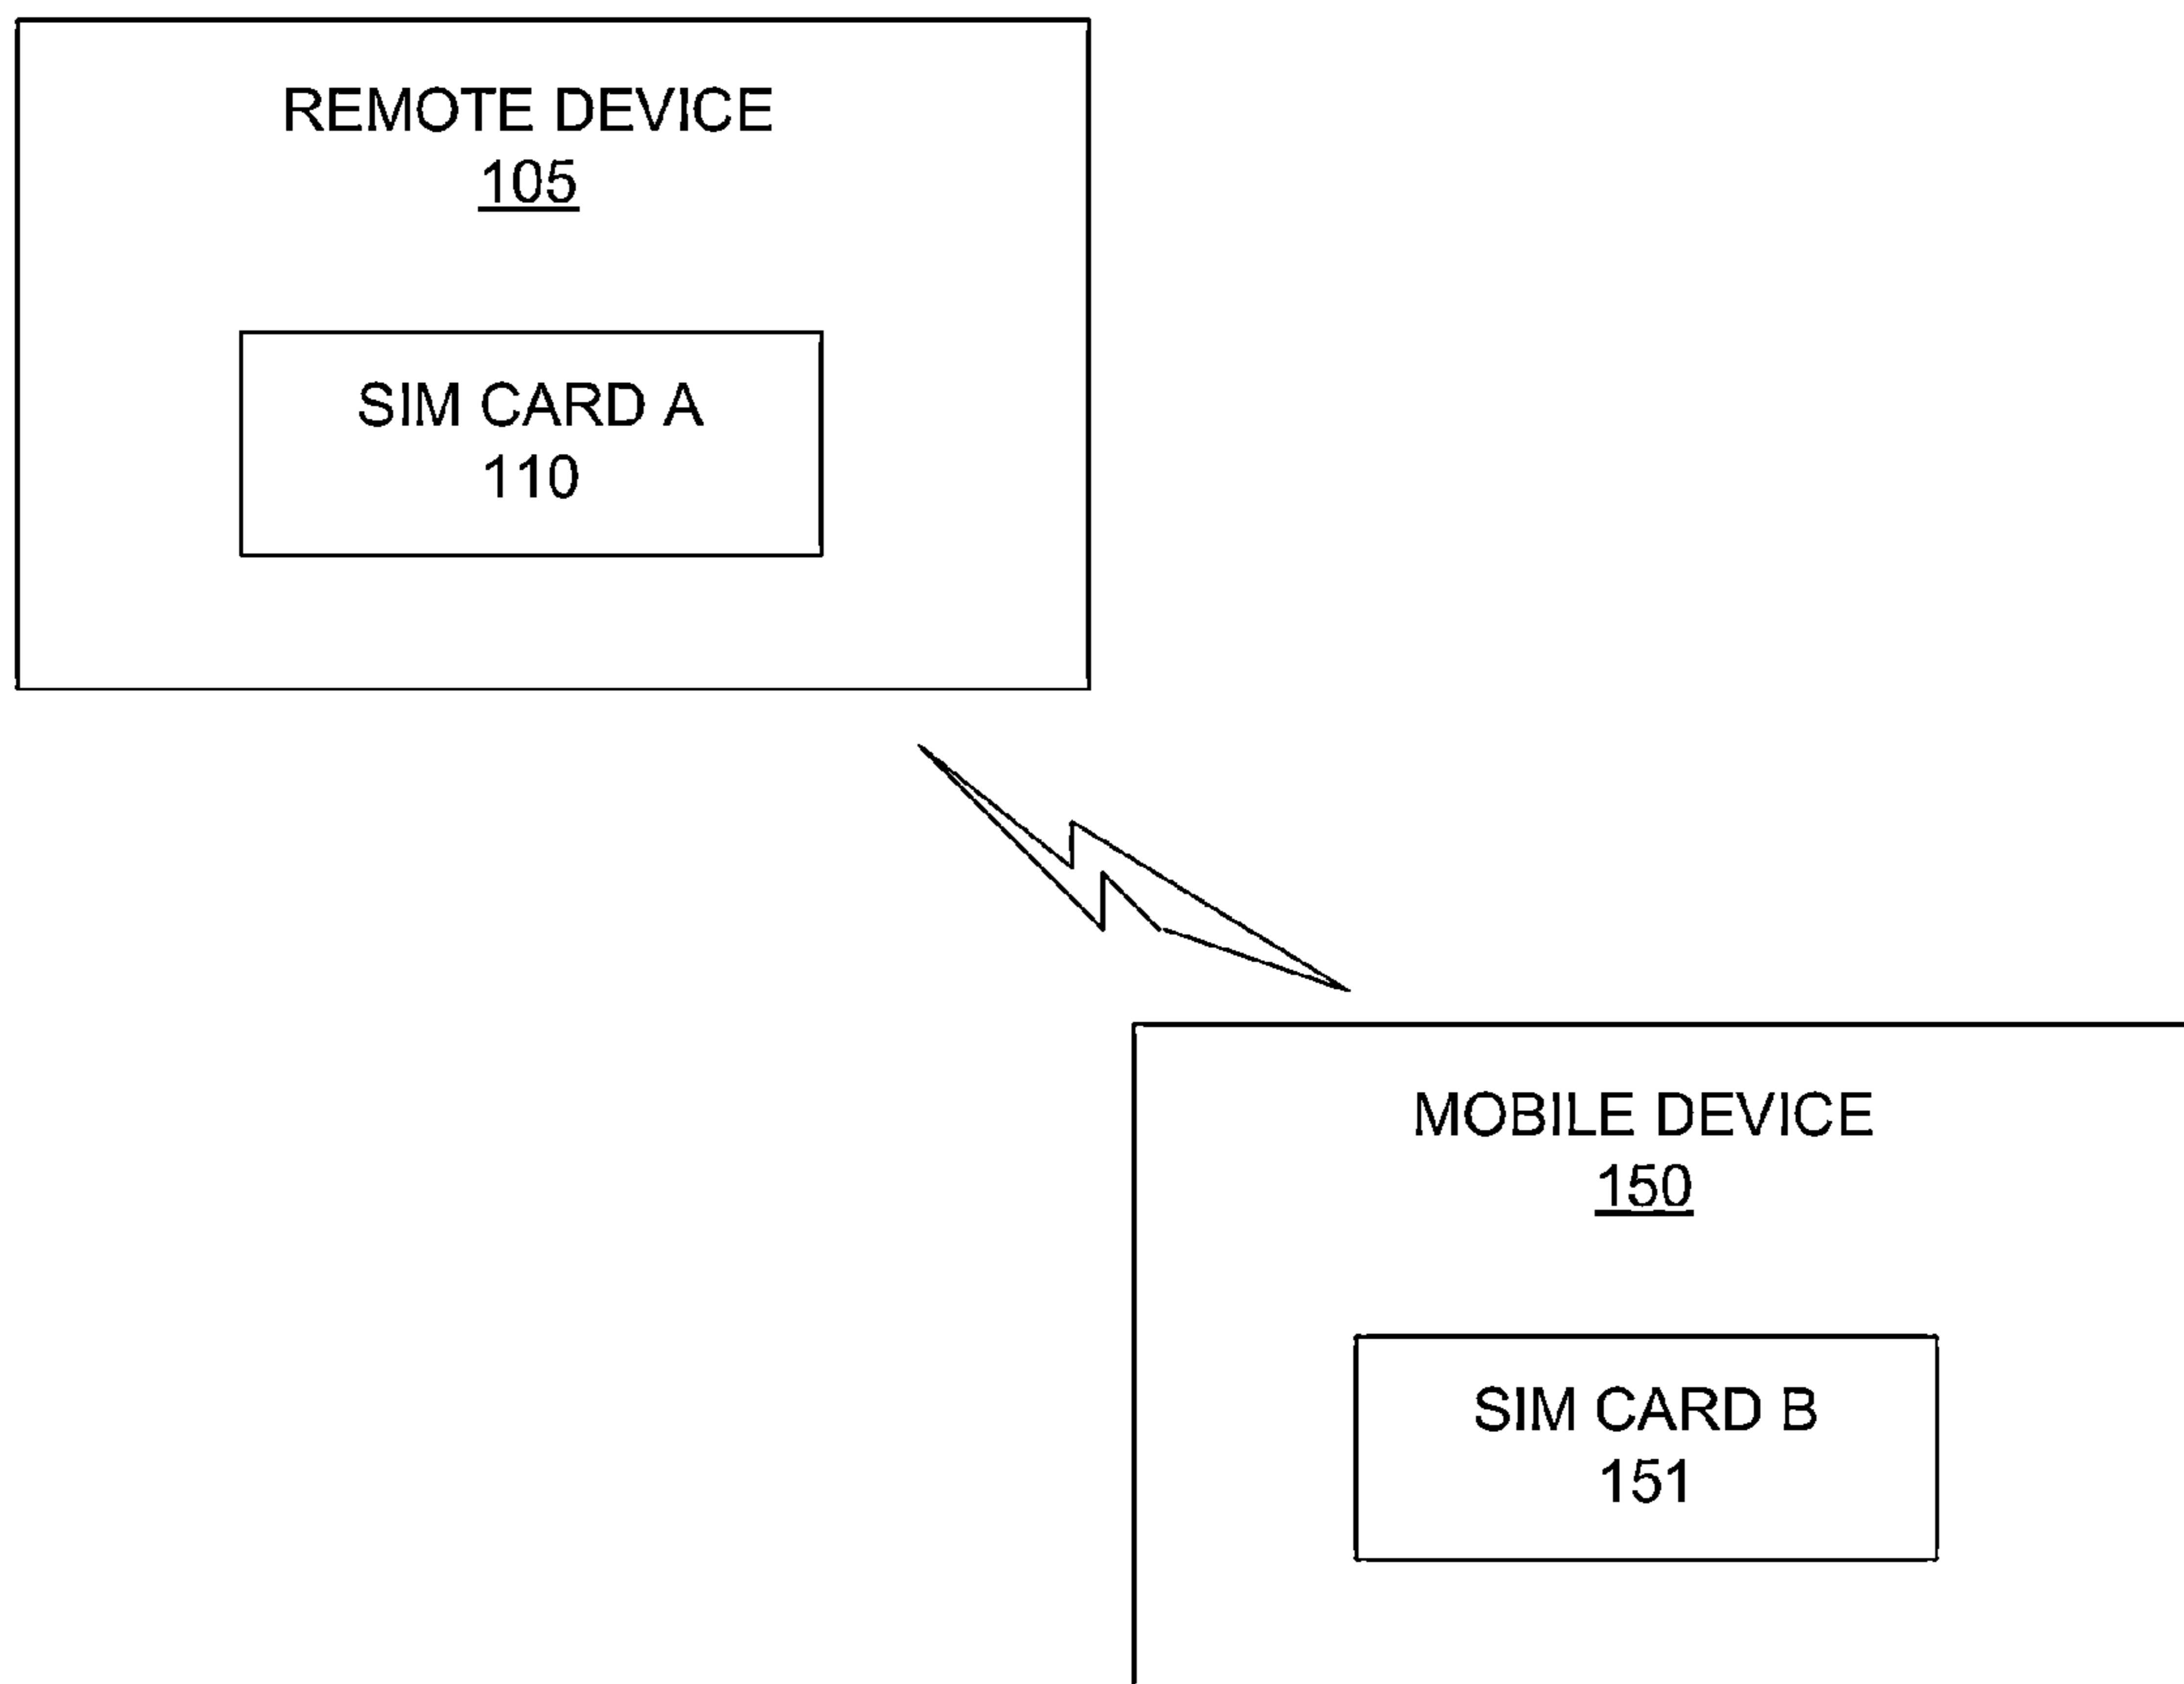 REMOTE DEVICE
105
SIM CARD A
110
MOBILE DEVICE
150
SIM CARD B
151